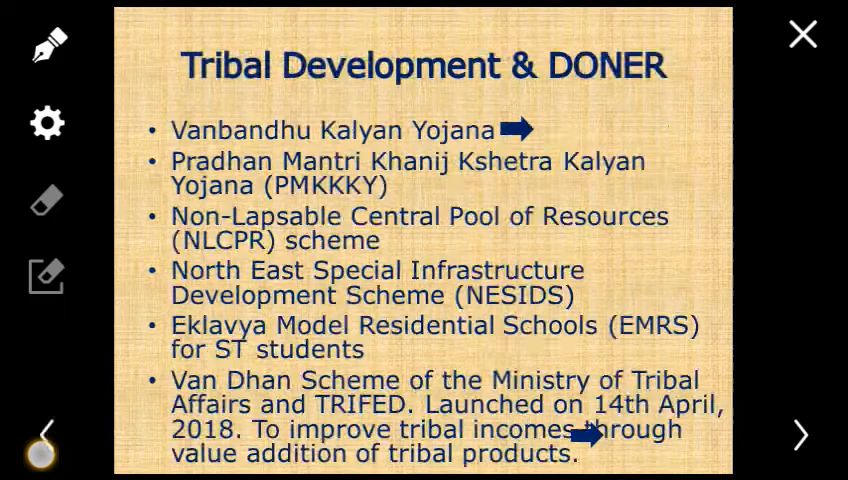 Tribal Development & DONER
• Vanbandhu Kalyan Yojana
• Pradhan Mantri Khanij Kshetra Kalyan
Yojana (PMKKKY)
• Non-Lapsable Central Pool of Resources
(NLCPR) scheme
• North East Special Infrastructure
Development Scheme (NESIDS)
• Eklavya Model Residential Schools (EMRS)
for ST students
• Van Dhan Scheme of the Ministry of Tribal
Affairs and TRIFED. Launched on 14th April,
2018. To improve tribal incomes through
value addition of tribal products.